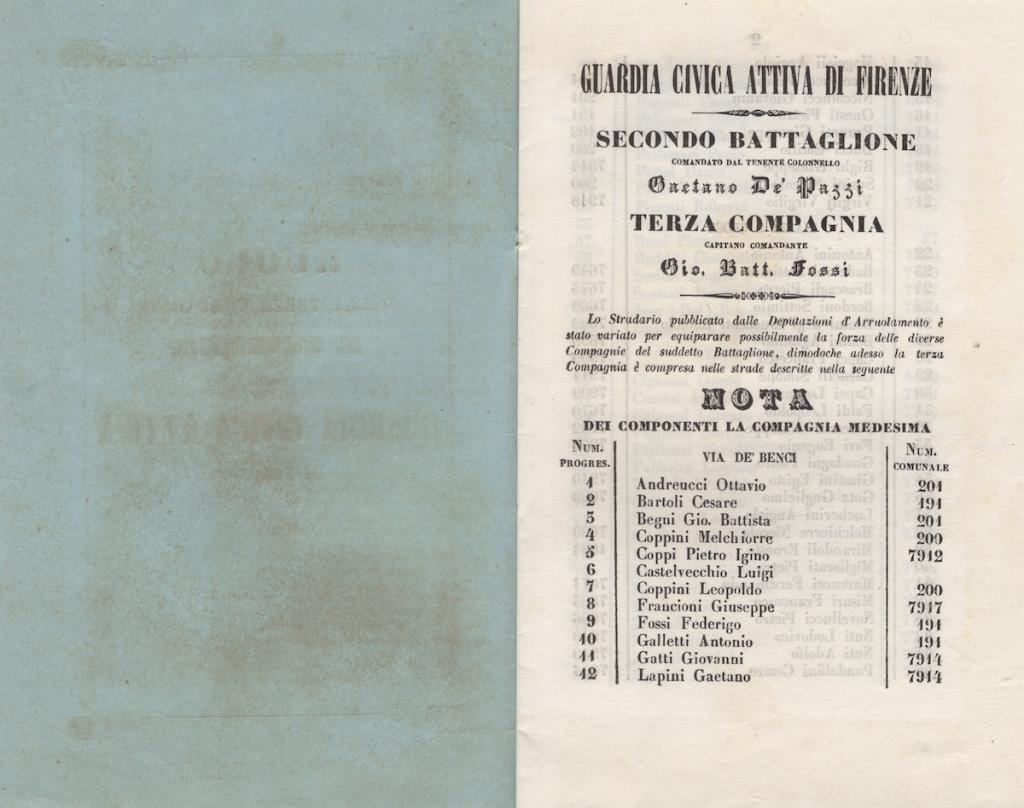 GUARDIA CIVICA ATTIVA DI FIRENZE
SECONDO BATTAGLIONE
COMANDATO DAL TENENTE COLONNELLO
Gaetano De' Pazzi
TERZA COMPAGNIA
CAPITANO COMANDANTE
Gio. Batt. Fossi
Lo Stradario pubblicato dalle Deputazioni d'Arruolamento è
stato variato per equiparare possibilmente la forza delle diverse
Compagnie del suddetto Battaglione, dimodoche adesso la terza
Compagnia è compresa nelle strade descritte nella seguente
NOTA
DEI COMPONENTI LA COMPAGNIA MEDESIMA
NUM. PROGRES. VIA DE' BENCI NUM. COMUNALE
1 Andreucci Ottavio 201
2 Bartoli Cesare 191
3 Begni Gio. Battista 201
4 Coppini Melchiorre 200
5 Coppi Pietro Igino 7912
6 Castelvecchio Luigi
7 Coppini Leopoldo 200
8 Francioni Giuseppe 7917
9 Fossi Federigo 191
10 Galletti Antonio 191
11 Gatti Giovanni 7914
12 Lapini Gaetano 7914